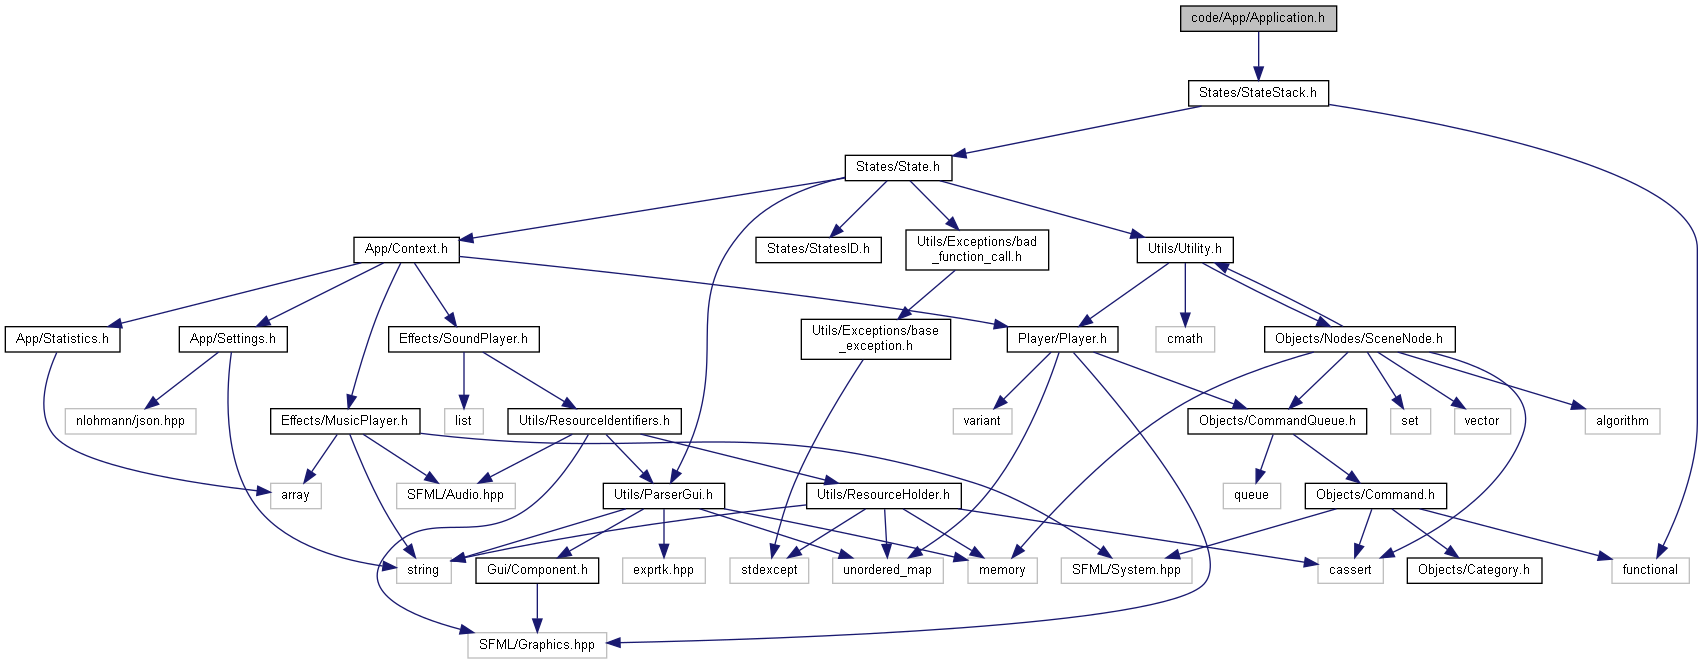 code/App/Application.h
States/StateStack.h
States/State.h
App/Context.h
States/StatesID.h
Utils/Exceptions/bad
_function_call.h
Utils/Utility.h
App/Statistics.h
App/Settings.h
Effects/SoundPlayer.h
Utils/Exceptions/base
_exception.h
Player/Player.h
cmath
Objects/Nodes/SceneNode.h
nlohmann/json.hpp
Effects/MusicPlayer.h
list
Utils/ResourceIdentifiers.h
variant
Objects/CommandQueue.h
set
vector
algorithm
array
SFML/Audio.hpp
Utils/ParserGui.h
Utils/ResourceHolder.h
queue
Objects/Command.h
string
Gui/Component.h
exprtk.hpp
stdexcept
unordered_map
memory
SFML/System.hpp
cassert
Objects/Category.h
functional
SFML/Graphics.hpp